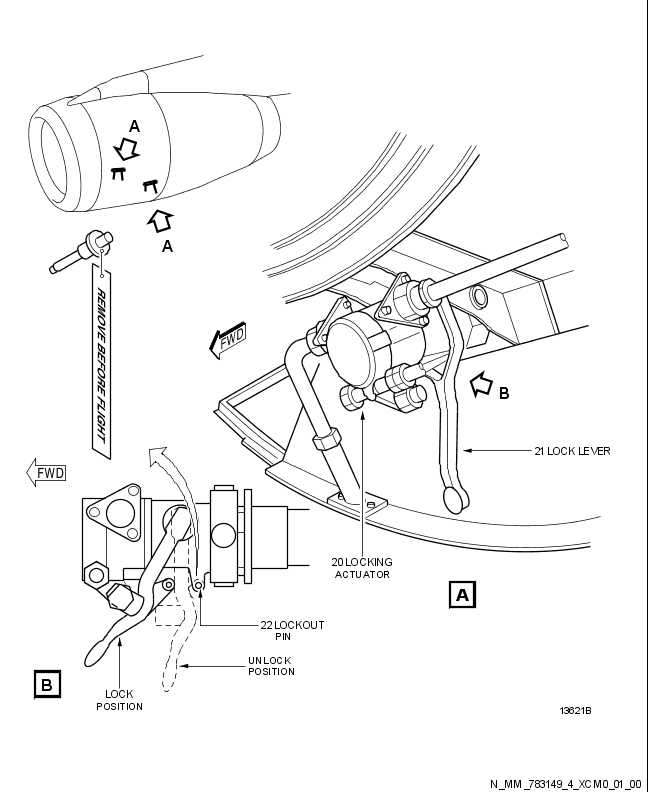 A
A
REMOVE BEFORE FLIGHT
FWD
B
21 LOCK LEVER
FWD
20 LOCKING
ACTUATOR
A
22 LOCKOUT
PIN
UNLOCK
POSITION
B
LOCK
POSITION
13621B
N_MM_783149_4_XCM0_01_00